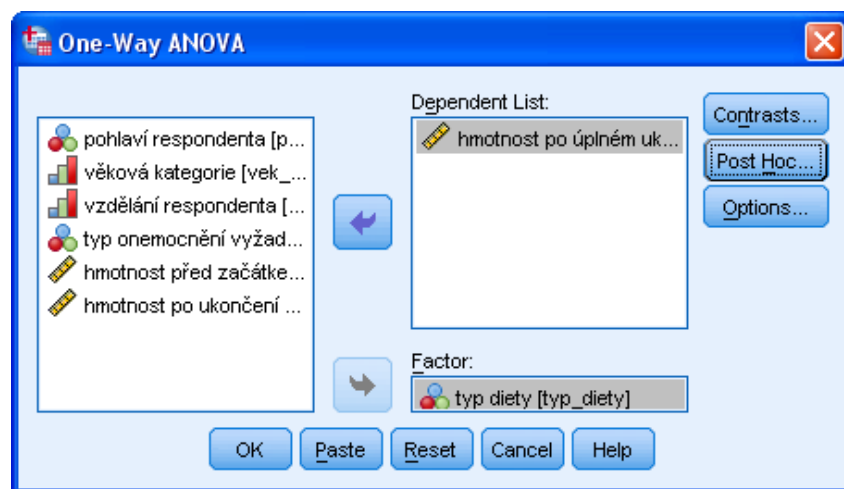 One-Way ANOVA
pohlaví respondenta [p...
věková kategorie [vek_...
vzdělání respondenta [...
typ onemocnění vyžad...
hmotnost před začátke...
hmotnost po ukončení ...
Dependent List:
hmotnost po úplném uk...
Factor:
typ diety [typ_diety]
Contrasts...
Post Hoc...
Options...
OK
Paste
Reset
Cancel
Help